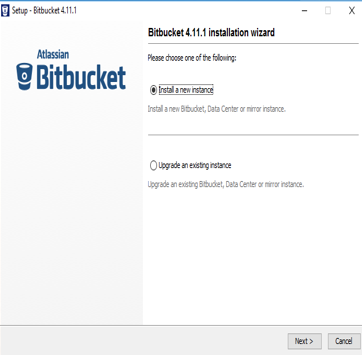 Setup - Bitbucket 4.11.1
Bitbucket 4.11.1 installation wizard
Please choose one of the following:
Atlassian
Bitbucket
Install a new instance
Install a new Bitbucket, Data Center or mirror instance.
Upgrade an existing instance
Upgrade an existing Bitbucket, Data Center or mirror instance.
Next >
Cancel